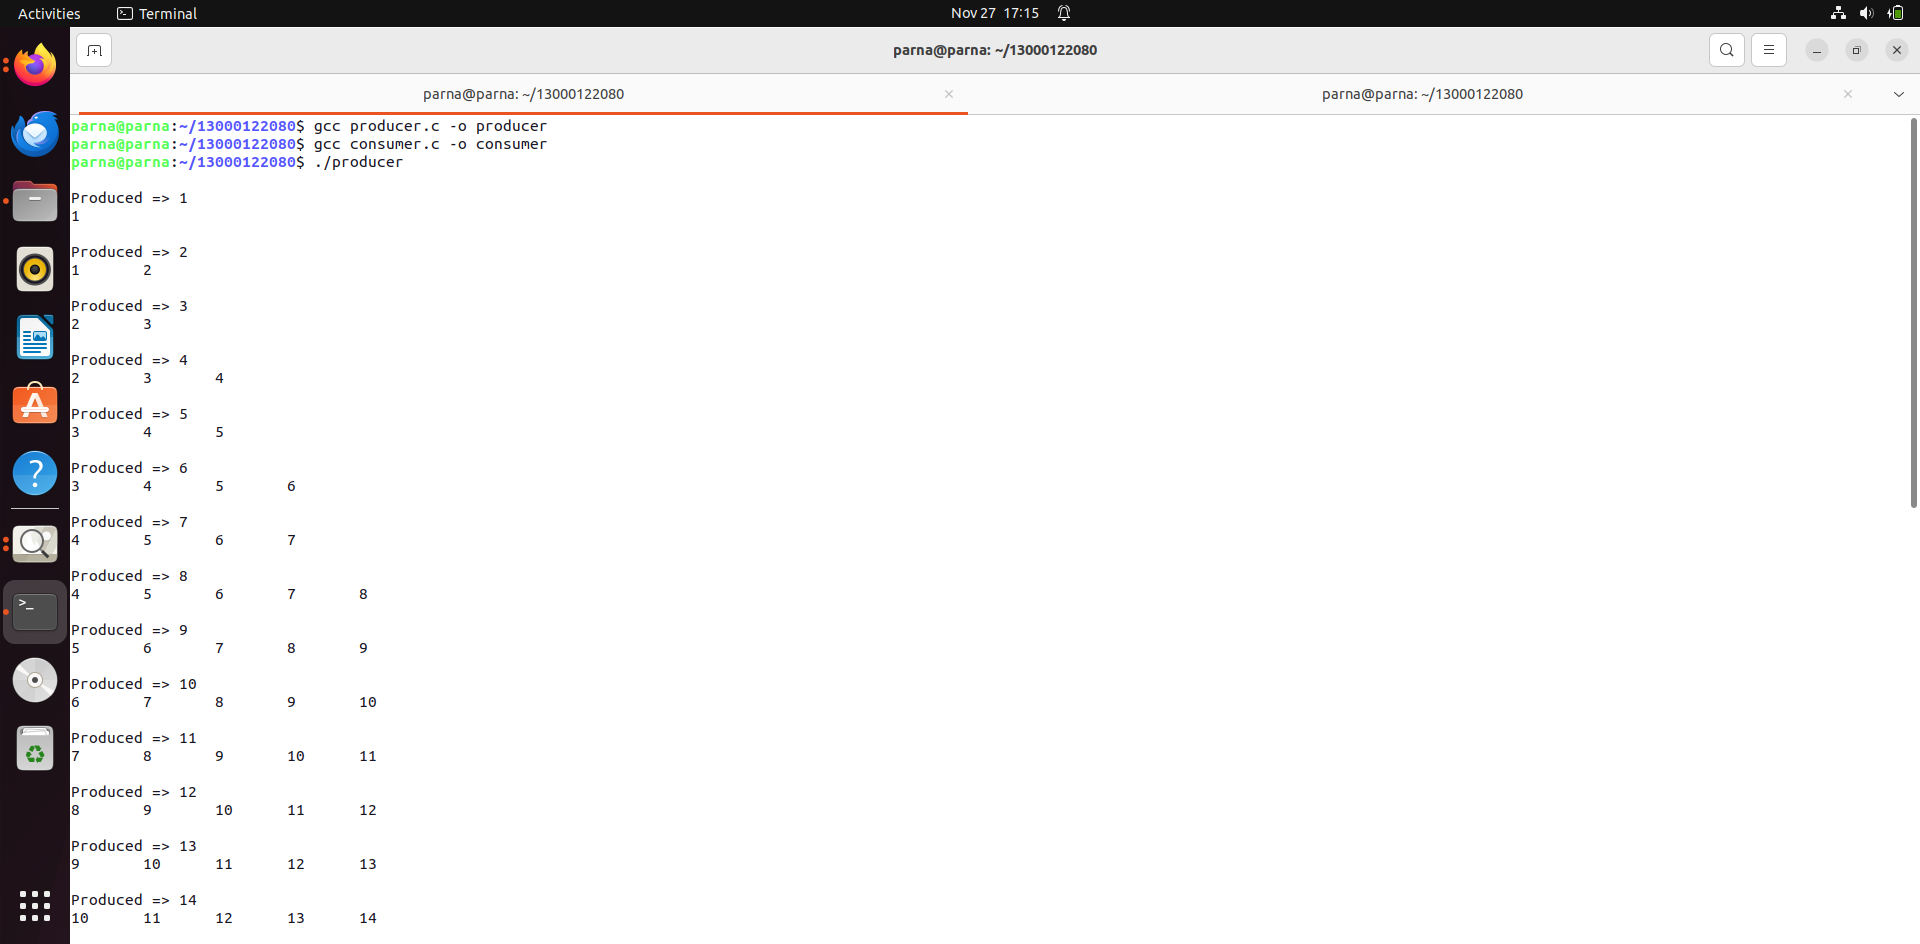 Activities Terminal Nov 27 17:15
parna@parna: ~/13000122080
parna@parna: ~/13000122080 parna@parna: ~/13000122080
parna@parna:~/13000122080$ gcc producer.c -o producer
parna@parna:~/13000122080$ gcc consumer.c -o consumer
parna@parna:~/13000122080$ ./producer
Produced => 1
1
Produced => 2
1 2
Produced => 3
2 3
Produced => 4
2 3 4
Produced => 5
3 4 5
Produced => 6
3 4 5 6
Produced => 7
4 5 6 7
Produced => 8
4 5 6 7 8
Produced => 9
5 6 7 8 9
Produced => 10
6 7 8 9 10
Produced => 11
7 8 9 10 11
Produced => 12
8 9 10 11 12
Produced => 13
9 10 11 12 13
Produced => 14
10 11 12 13 14